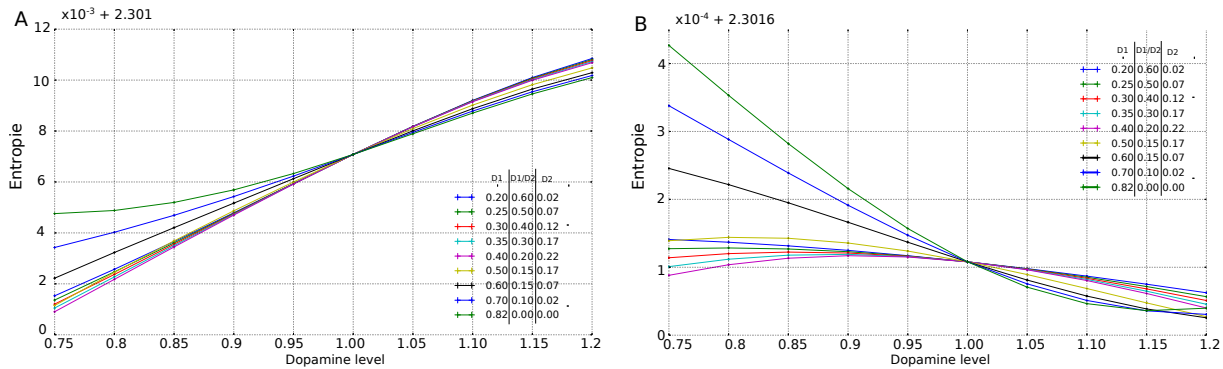 A
x10⁻³ + 2.301
12
10
8
6
4
2
0
Entropie
0.75 0.8 0.85 0.9 0.95 1.0 1.05 1.10 1.15 1.2
Dopamine level
D1 D1/D2 D2
0.20 0.60 0.02
0.25 0.50 0.07
0.30 0.40 0.12
0.35 0.30 0.17
0.40 0.20 0.22
0.50 0.15 0.17
0.60 0.15 0.07
0.70 0.10 0.02
0.82 0.00 0.00
B
x10⁻⁴ + 2.3016
4
3
2
1
0
Entropie
0.75 0.8 0.85 0.90 0.95 1.0 1.05 1.10 1.15 1.2
Dopamine level
D1 D1/D2 D2
0.20 0.60 0.02
0.25 0.50 0.07
0.30 0.40 0.12
0.35 0.30 0.17
0.40 0.20 0.22
0.50 0.15 0.17
0.60 0.15 0.07
0.70 0.10 0.02
0.82 0.00 0.00